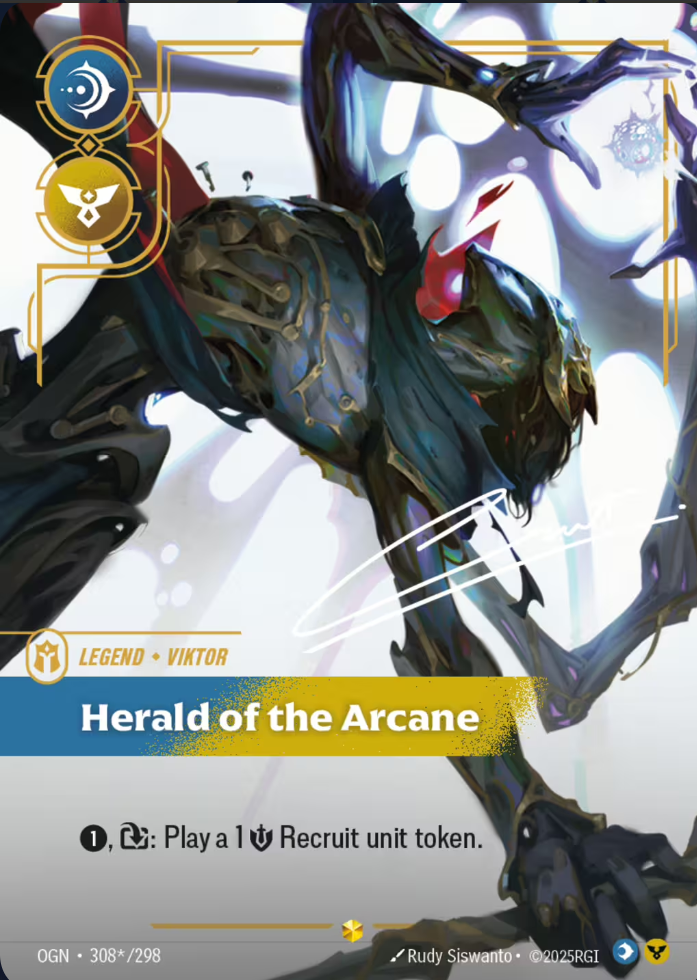 LEGEND • VIKTOR
Herald of the Arcane
1, : Play a 1 Recruit unit token.
OGN • 308*/298
Rudy Siswanto • ©2025RGI